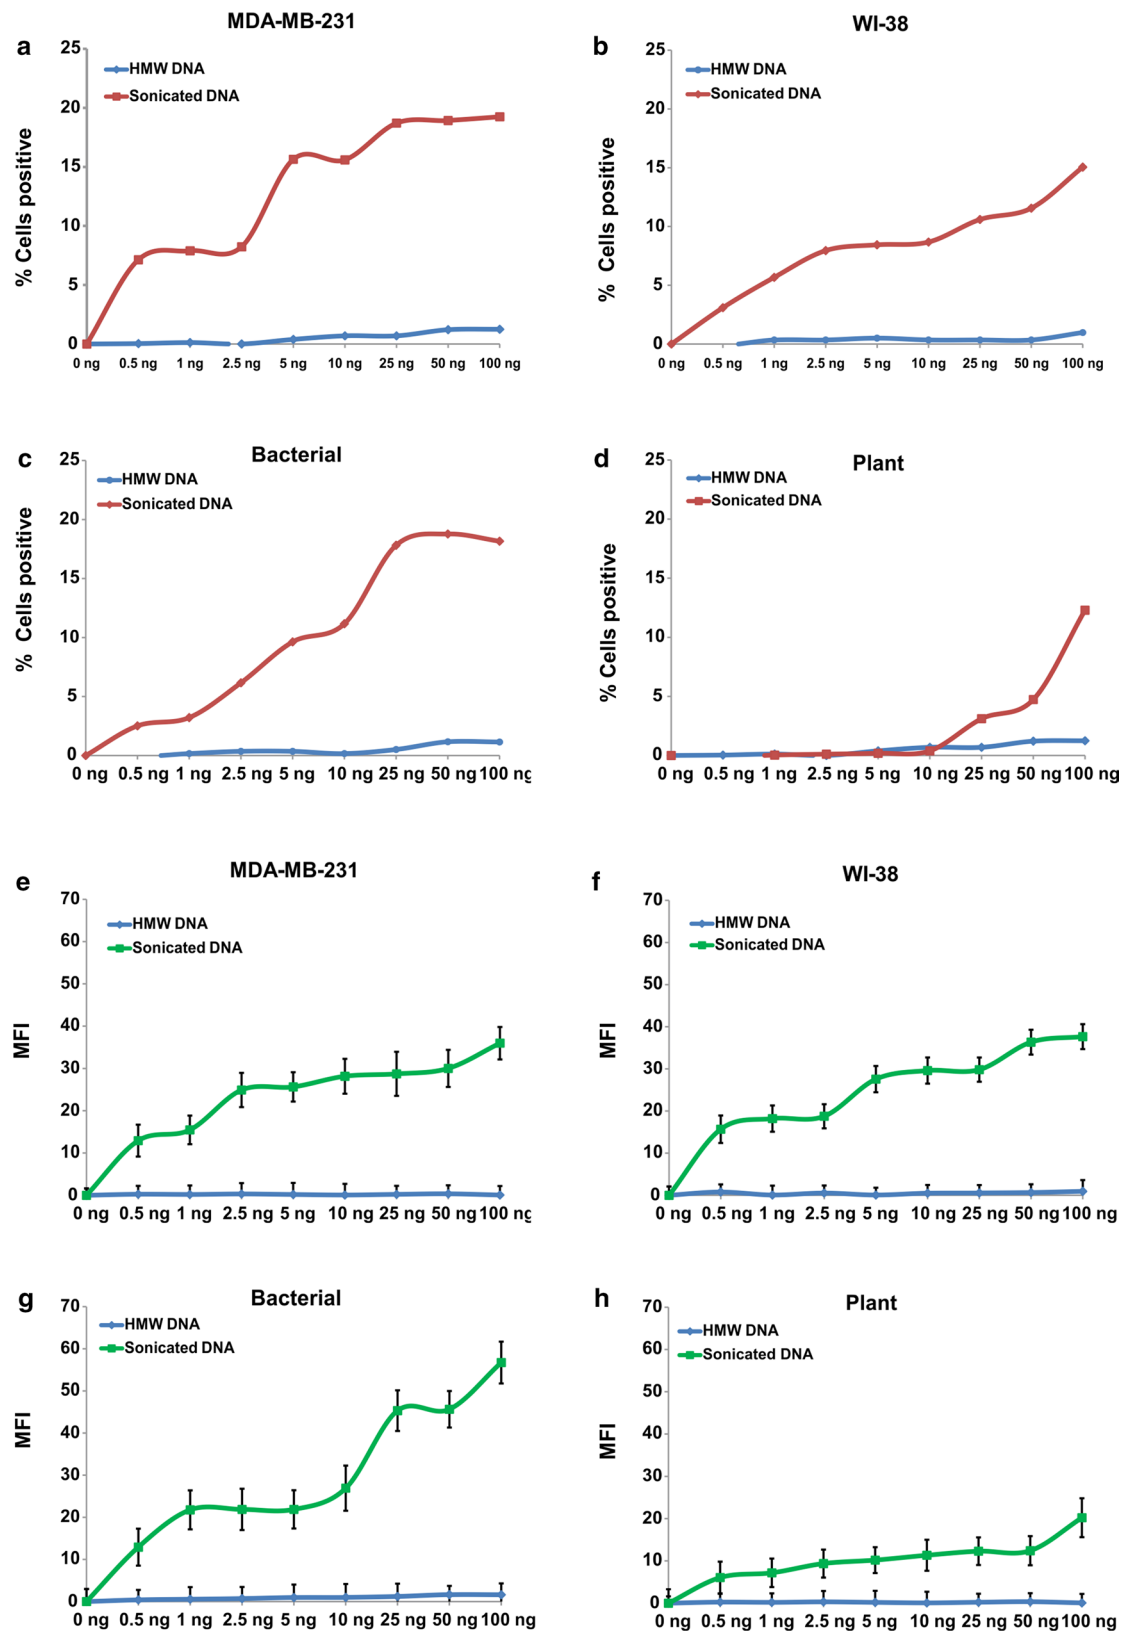 MDA-MB-231
a
25
20
15
10
5
0
% Cells positive
HMW DNA
Sonicated DNA
0 ng 0.5 ng 1 ng 2.5 ng 5 ng 10 ng 25 ng 50 ng 100 ng
WI-38
b
25
20
15
10
5
0
% Cells positive
HMW DNA
Sonicated DNA
0 ng 0.5 ng 1 ng 2.5 ng 5 ng 10 ng 25 ng 50 ng 100 ng
Bacterial
c
25
20
15
10
5
0
% Cells positive
HMW DNA
Sonicated DNA
0 ng 0.5 ng 1 ng 2.5 ng 5 ng 10 ng 25 ng 50 ng 100 ng
Plant
d
25
20
15
10
5
0
% Cells positive
HMW DNA
Sonicated DNA
0 ng 0.5 ng 1 ng 2.5 ng 5 ng 10 ng 25 ng 50 ng 100 ng
MDA-MB-231
e
70
60
50
40
30
20
10
0
MFI
HMW DNA
Sonicated DNA
0 ng 0.5 ng 1 ng 2.5 ng 5 ng 10 ng 25 ng 50 ng 100 ng
WI-38
f
70
60
50
40
30
20
10
0
MFI
HMW DNA
Sonicated DNA
0 ng 0.5 ng 1 ng 2.5 ng 5 ng 10 ng 25 ng 50 ng 100 ng
Bacterial
g
70
60
50
40
30
20
10
0
MFI
HMW DNA
Sonicated DNA
0 ng 0.5 ng 1 ng 2.5 ng 5 ng 10 ng 25 ng 50 ng 100 ng
Plant
h
70
60
50
40
30
20
10
0
MFI
HMW DNA
Sonicated DNA
0 ng 0.5 ng 1 ng 2.5 ng 5 ng 10 ng 25 ng 50 ng 100 ng